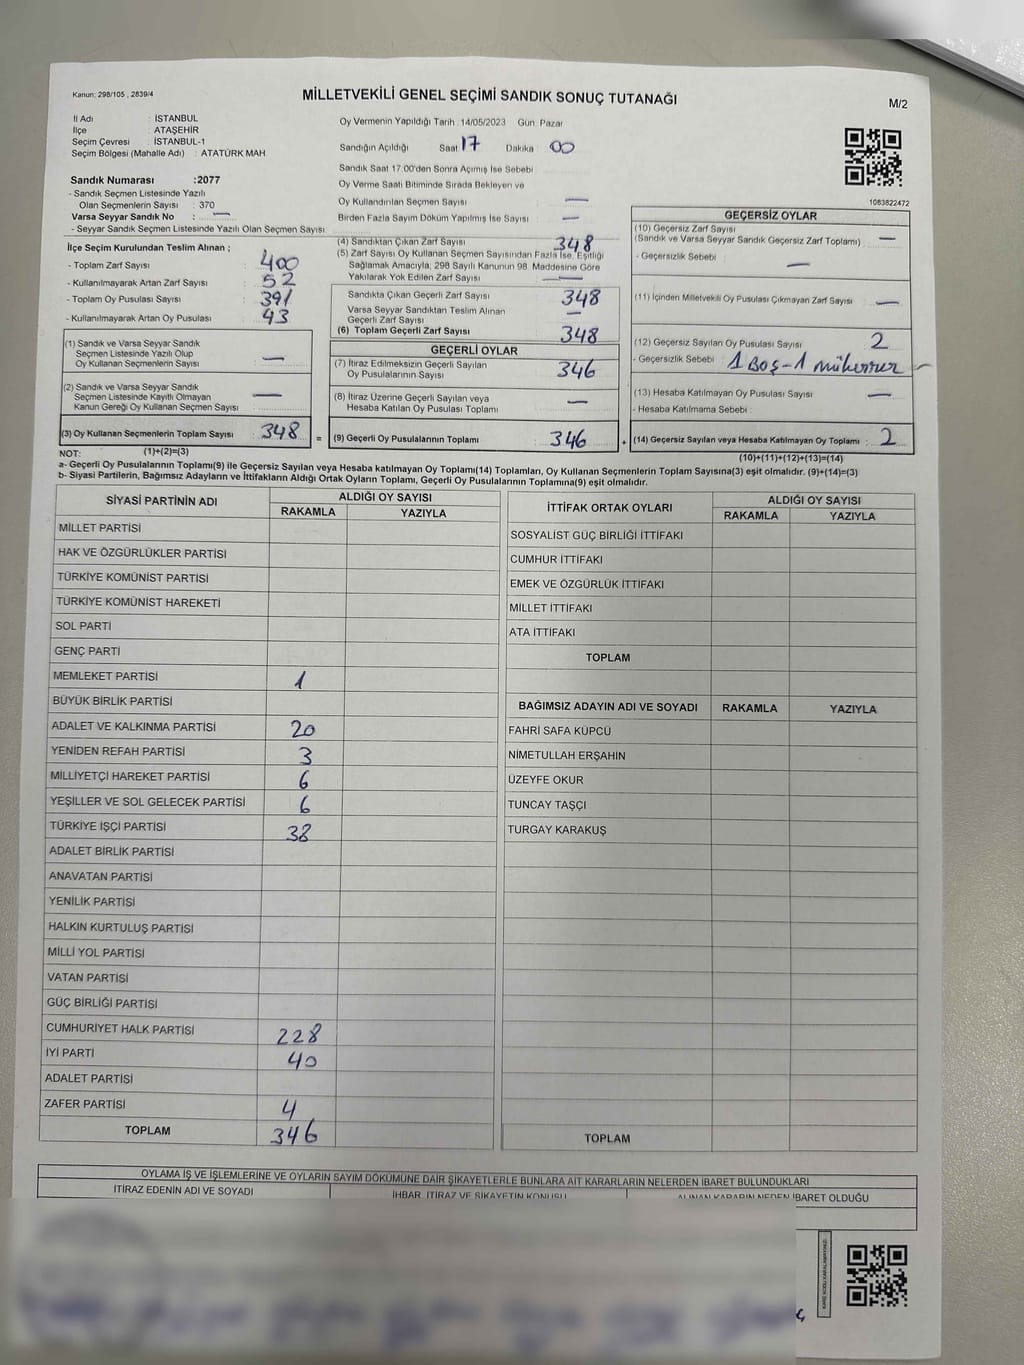 Kanun: 298/105 , 2839/4
MİLLETVEKİLİ GENEL SEÇİMİ SANDIK SONUÇ TUTANAĞI
M/2
İl Adı : İSTANBUL
İlçe : ATAŞEHİR
Seçim Çevresi : İSTANBUL-1
Seçim Bölgesi (Mahalle Adı) : ATATÜRK MAH.
Oy Vermenin Yapıldığı Tarih :14/05/2023 Gün: Pazar
Sandığın Açıldığı Saat 17 Dakika 00
Sandık Saat 17:00'den Sonra Açmış İse Sebebi
Oy Verme Saati Bitiminde Sırada Bekleyen ve
Oy Kullandırılan Seçmen Sayısı —
Birden Fazla Sayım Döküm Yapılmış İse Sayısı —
1083822472
Sandık Numarası :2077
- Sandık Seçmen Listesinde Yazılı
Olan Seçmenlerin Sayısı : 370
Varsa Seyyar Sandık No : —
- Seyyar Sandık Seçmen Listesinde Yazılı Olan Seçmen Sayısı:
İlçe Seçim Kurulundan Teslim Alınan ;
- Toplam Zarf Sayısı : 400
- Kullanılmayarak Artan Zarf Sayısı : 52
- Toplam Oy Pusulası Sayısı : 391
- Kullanılmayarak Artan Oy Pusulası : 43
(1) Sandık ve Varsa Seyyar Sandık
Seçmen Listesinde Yazılı Olup
Oy Kullanan Seçmenlerin Sayısı : —
(2) Sandık ve Varsa Seyyar Sandık
Seçmen Listesinde Kayıtlı Olmayan
Kanun Gereği Oy Kullanan Seçmen Sayısı : —
(3) Oy Kullanan Seçmenlerin Toplam Sayısı : 348
(1)+(2)=(3)
(4) Sandıktan Çıkan Zarf Sayısı : 348
(5) Zarf Sayısı Oy Kullanan Seçmen Sayısından Fazla İse, Eşitliği
Sağlamak Amacıyla, 298 Sayılı Kanunun 98. Maddesine Göre
Yakılarak Yok Edilen Zarf Sayısı : —
Sandıkta Çıkan Geçerli Zarf Sayısı : 348
Varsa Seyyar Sandıktan Teslim Alınan
Geçerli Zarf Sayısı : —
(6) Toplam Geçerli Zarf Sayısı : 348
GEÇERLİ OYLAR
(7) İtiraz Edilmeksizin Geçerli Sayılan
Oy Pusulalarının Sayısı : 346
(8) İtiraz Üzerine Geçerli Sayılan veya
Hesaba Katılan Oy Pusulası Toplamı : —
= (9) Geçerli Oy Pusulalarının Toplamı : 346 +
GEÇERSİZ OYLAR
(10) Geçersiz Zarf Sayısı
(Sandık ve Varsa Seyyar Sandık Geçersiz Zarf Toplamı) : —
- Geçersizlik Sebebi : —
(11) İçinden Milletvekili Oy Pusulası Çıkmayan Zarf Sayısı : —
(12) Geçersiz Sayılan Oy Pusulası Sayısı : 2
- Geçersizlik Sebebi : 1 Boş - 1 mükerrer
(13) Hesaba Katılmayan Oy Pusulası Sayısı : —
- Hesaba Katılmama Sebebi :
(14) Geçersiz Sayılan veya Hesaba Katılmayan Oy Toplamı : 2
(10)+(11)+(12)+(13)=(14)
NOT:
a- Geçerli Oy Pusulalarının Toplamı(9) ile Geçersiz Sayılan veya Hesaba katılmayan Oy Toplamı(14) Toplamları, Oy Kullanan Seçmenlerin Toplam Sayısına(3) eşit olmalıdır. (9)+(14)=(3)
b- Siyasi Partilerin, Bağımsız Adayların ve İttifakların Aldığı Ortak Oyların Toplamı, Geçerli Oy Pusulalarının Toplamına(9) eşit olmalıdır.
SİYASİ PARTİNİN ADI
ALDIĞI OY SAYISI
RAKAMLA YAZIYLA
MİLLET PARTİSİ
HAK VE ÖZGÜRLÜKLER PARTİSİ
TÜRKİYE KOMÜNİST PARTİSİ
TÜRKİYE KOMÜNİST HAREKETİ
SOL PARTİ
GENÇ PARTİ
MEMLEKET PARTİSİ 1
BÜYÜK BİRLİK PARTİSİ
ADALET VE KALKINMA PARTİSİ 20
YENİDEN REFAH PARTİSİ 3
MİLLİYETÇİ HAREKET PARTİSİ 6
YEŞİLLER VE SOL GELECEK PARTİSİ 6
TÜRKİYE İŞÇİ PARTİSİ 38
ADALET BİRLİK PARTİSİ
ANAVATAN PARTİSİ
YENİLİK PARTİSİ
HALKIN KURTULUŞ PARTİSİ
MİLLİ YOL PARTİSİ
VATAN PARTİSİ
GÜÇ BİRLİĞİ PARTİSİ
CUMHURİYET HALK PARTİSİ 228
İYİ PARTİ 40
ADALET PARTİSİ
ZAFER PARTİSİ 4
TOPLAM 346
İTTİFAK ORTAK OYLARI
ALDIĞI OY SAYISI
RAKAMLA YAZIYLA
SOSYALİST GÜÇ BİRLİĞİ İTTİFAKI
CUMHUR İTTİFAKI
EMEK VE ÖZGÜRLÜK İTTİFAKI
MİLLET İTTİFAKI
ATA İTTİFAKI
TOPLAM
BAĞIMSIZ ADAYIN ADI VE SOYADI RAKAMLA YAZIYLA
FAHRİ SAFA KÜPCÜ
NİMETULLAH ERŞAHİN
ÜZEYFE OKUR
TUNCAY TAŞÇI
TURGAY KARAKUŞ
TOPLAM
OYLAMA İŞ VE İŞLEMLERİNE VE OYLARIN SAYIM DÖKÜMÜNE DAİR ŞİKAYETLERLE BUNLARA AİT KARARLARIN NELERDEN İBARET BULUNDUKLARI
İTİRAZ EDENİN ADI VE SOYADI
İHBAR, İTİRAZ VE ŞİKAYETİN KONUSU
ALINAN KARARIN NEDEN İBARET OLDUĞU